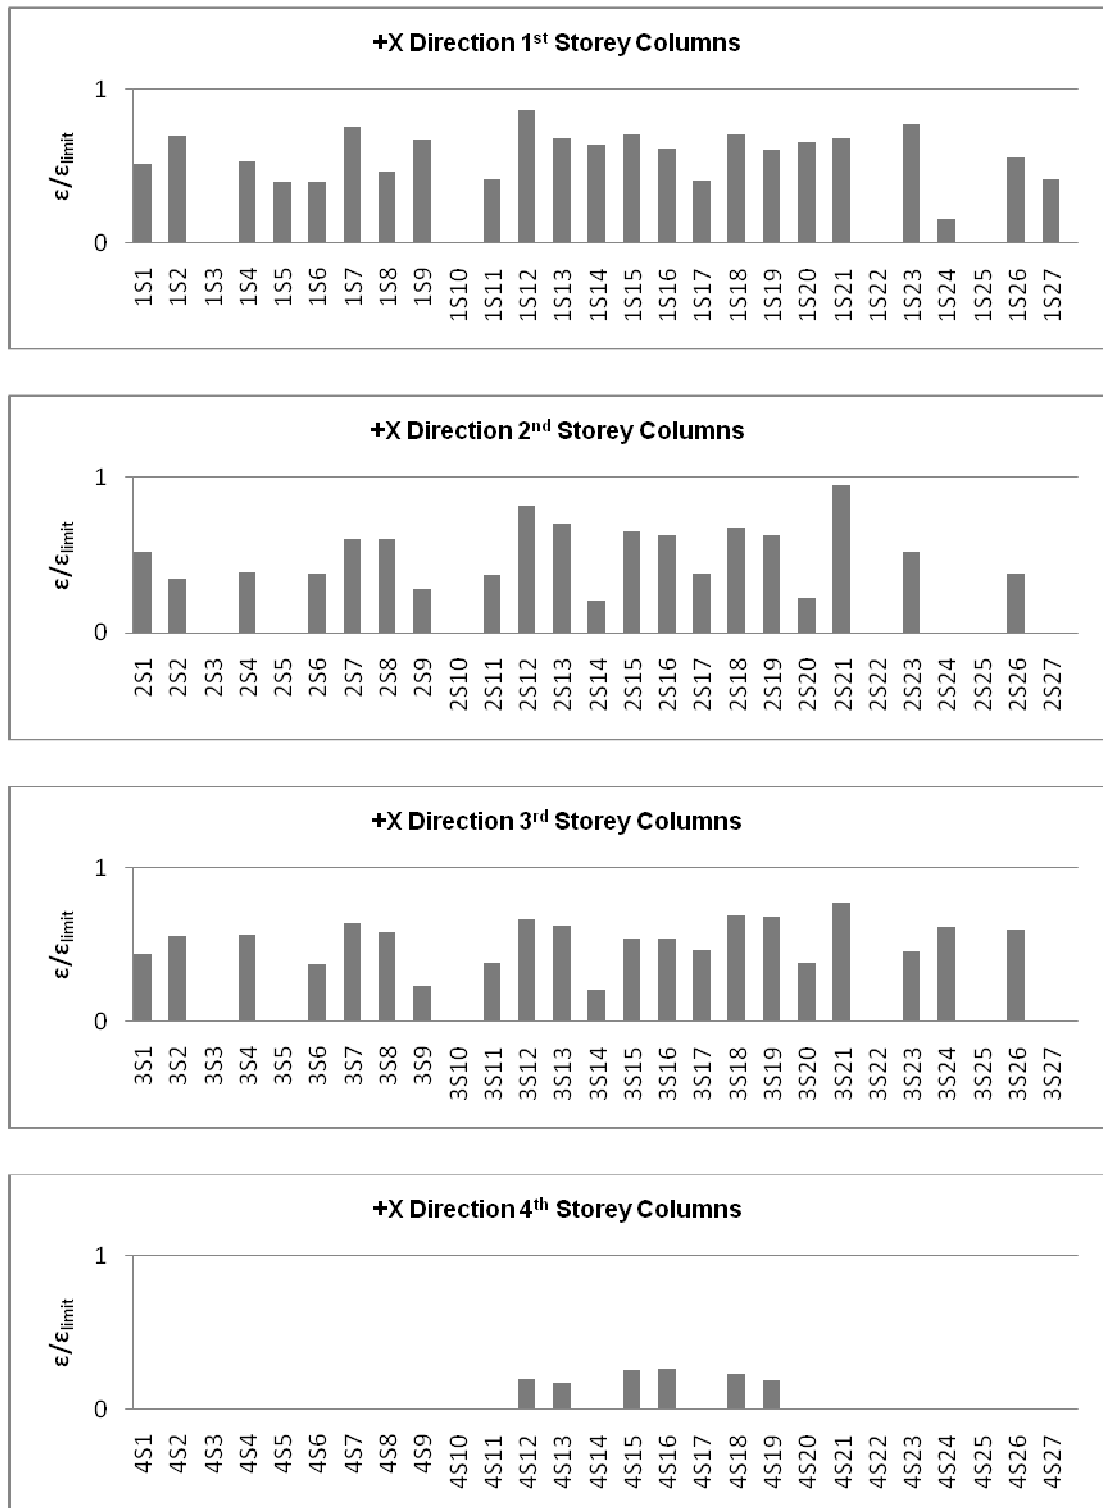 +X Direction 1st Storey Columns
1
ε/εlimit
0
1S1 1S2 1S3 1S4 1S5 1S6 1S7 1S8 1S9 1S10 1S11 1S12 1S13 1S14 1S15 1S16 1S17 1S18 1S19 1S20 1S21 1S22 1S23 1S24 1S25 1S26 1S27
+X Direction 2nd Storey Columns
1
ε/εlimit
0
2S1 2S2 2S3 2S4 2S5 2S6 2S7 2S8 2S9 2S10 2S11 2S12 2S13 2S14 2S15 2S16 2S17 2S18 2S19 2S20 2S21 2S22 2S23 2S24 2S25 2S26 2S27
+X Direction 3rd Storey Columns
1
ε/εlimit
0
3S1 3S2 3S3 3S4 3S5 3S6 3S7 3S8 3S9 3S10 3S11 3S12 3S13 3S14 3S15 3S16 3S17 3S18 3S19 3S20 3S21 3S22 3S23 3S24 3S25 3S26 3S27
+X Direction 4th Storey Columns
1
ε/εlimit
0
4S1 4S2 4S3 4S4 4S5 4S6 4S7 4S8 4S9 4S10 4S11 4S12 4S13 4S14 4S15 4S16 4S17 4S18 4S19 4S20 4S21 4S22 4S23 4S24 4S25 4S26 4S27